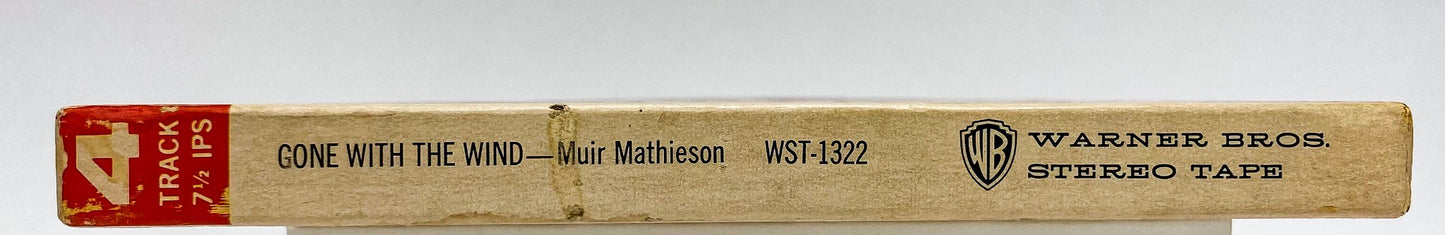 4
TRACK
7½ IPS
GONE WITH THE WIND—Muir Mathieson WST-1322
WB
WARNER BROS.
STEREO TAPE